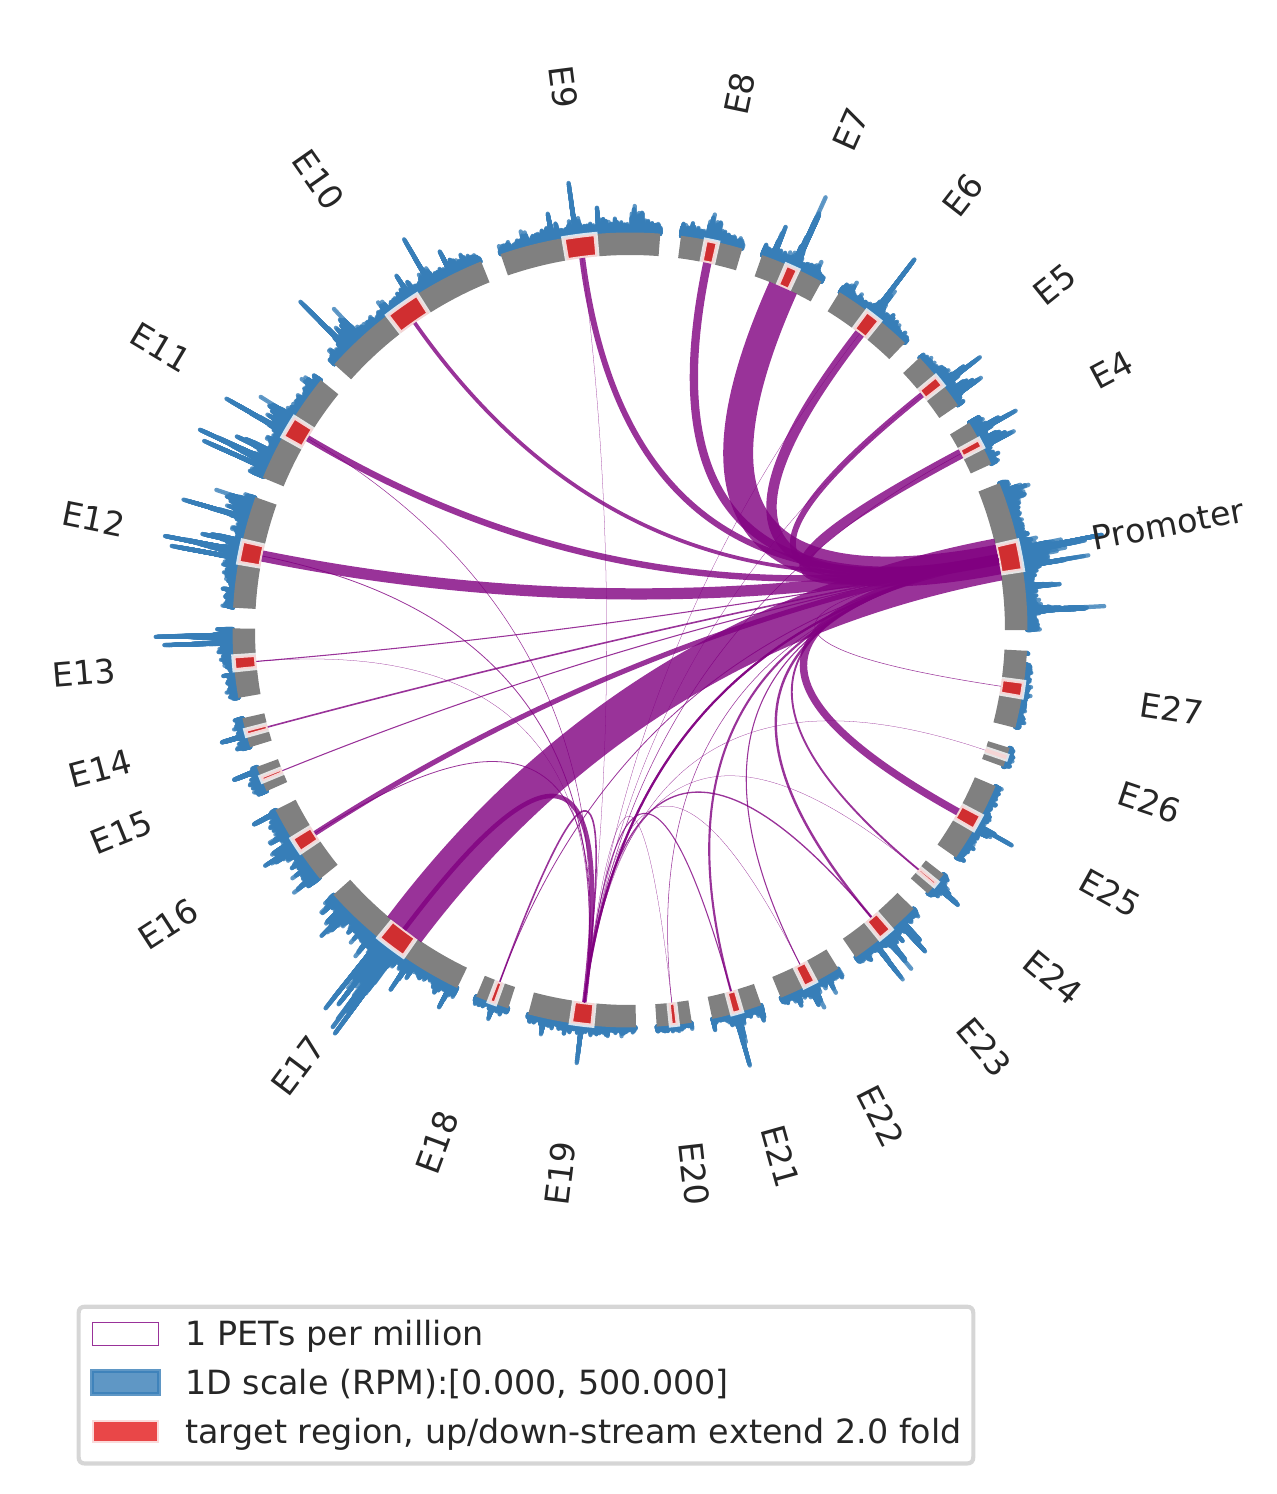 E9
E8
E7
E10
E6
E5
E11
E4
E12
Promoter
E13
E27
E14
E26
E15
E25
E16
E24
E17
E23
E18
E22
E19
E20
E21
1 PETs per million
1D scale (RPM):[0.000, 500.000]
target region, up/down-stream extend 2.0 fold